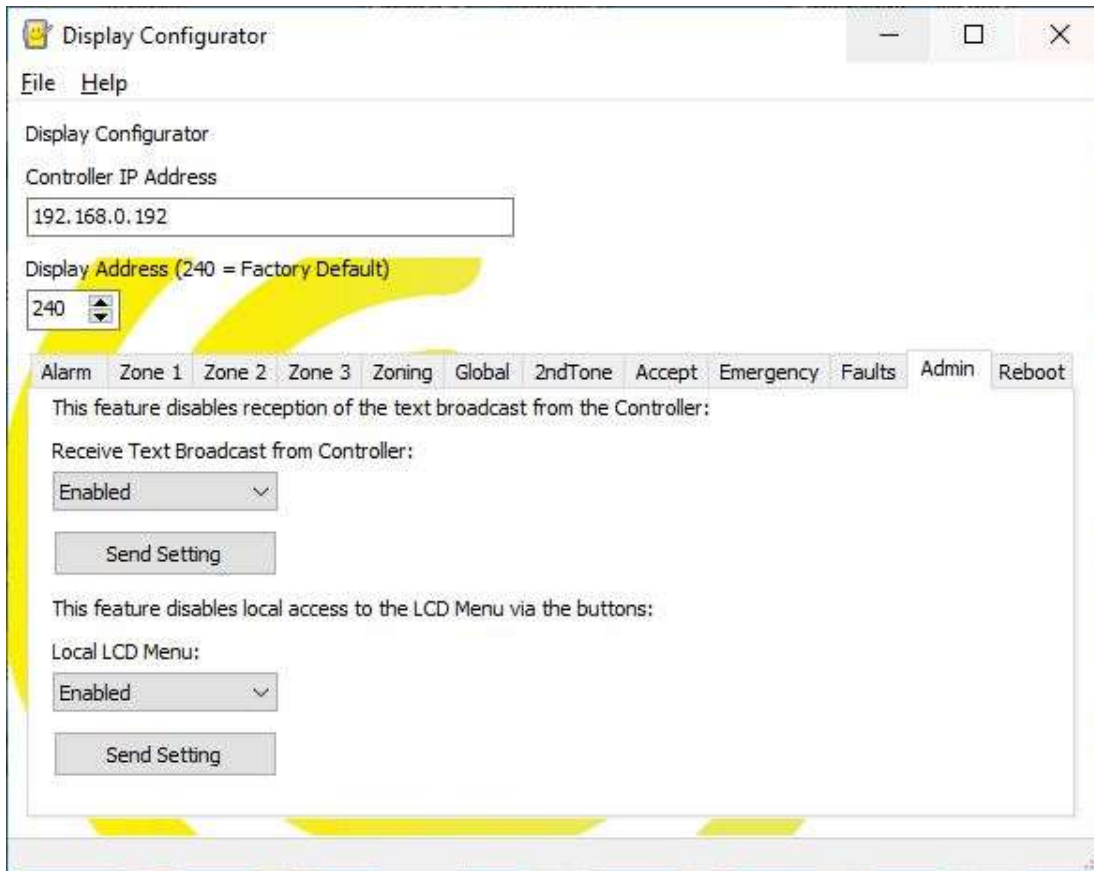 Display Configurator
File Help
Display Configurator
Controller IP Address
192.168.0.192
Display Address (240 = Factory Default)
240
Alarm Zone 1 Zone 2 Zone 3 Zoning Global 2ndTone Accept Emergency Faults Admin Reboot
This feature disables reception of the text broadcast from the Controller:
Receive Text Broadcast from Controller:
Enabled
Send Setting
This feature disables local access to the LCD Menu via the buttons:
Local LCD Menu:
Enabled
Send Setting